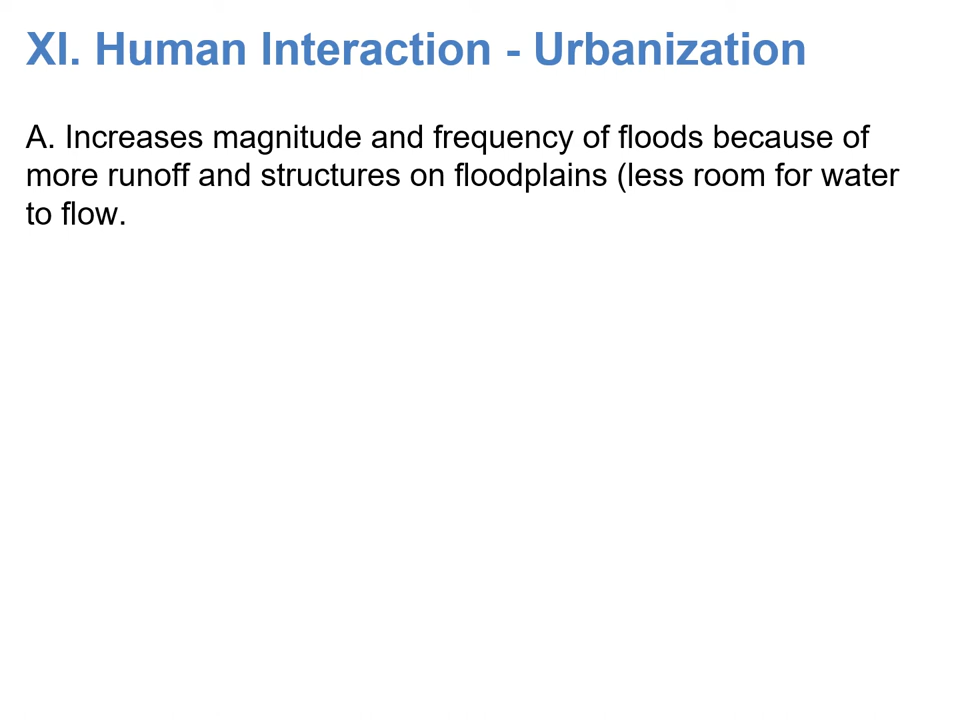 XI. Human Interaction - Urbanization
A. Increases magnitude and frequency of floods because of
more runoff and structures on floodplains (less room for water
to flow.